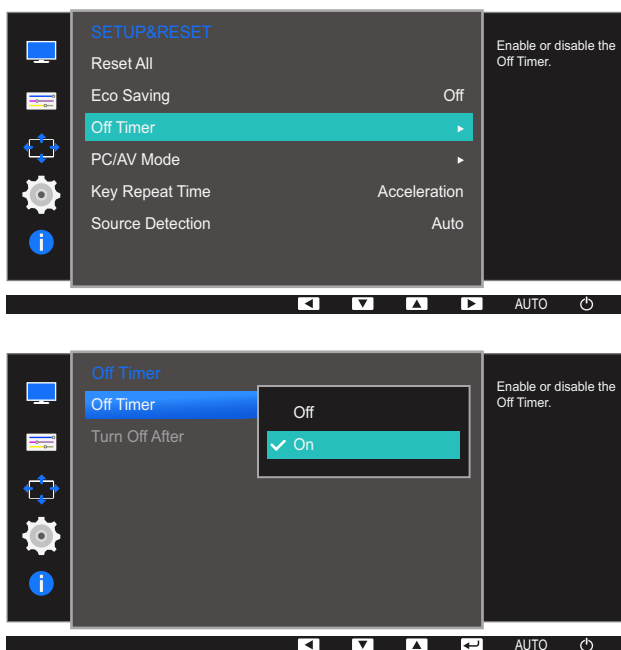 SETUP&RESET
Reset All
Eco Saving Off
Off Timer
PC/AV Mode
Key Repeat Time Acceleration
Source Detection Auto
Enable or disable the
Off Timer.
AUTO
Off Timer
Off Timer
Turn Off After
Off
On
Enable or disable the
Off Timer.
AUTO